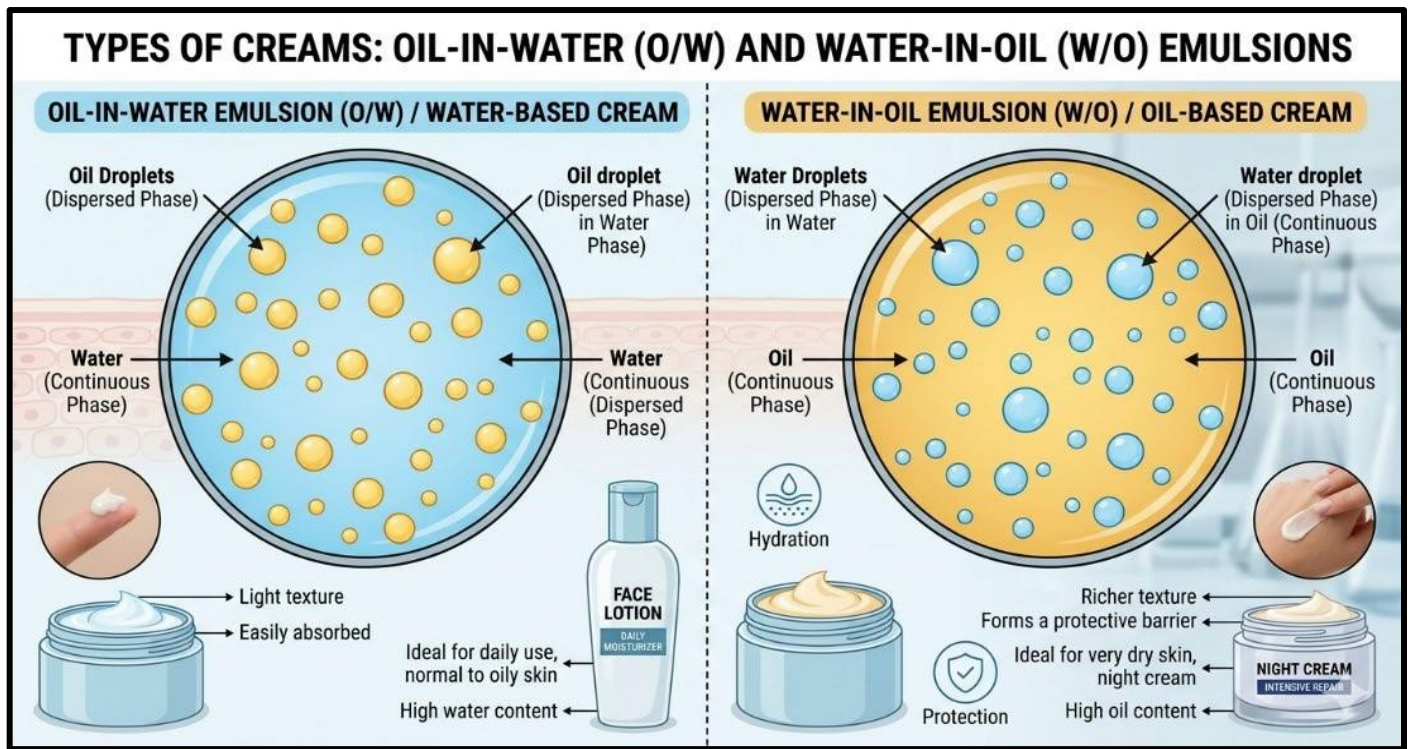 TYPES OF CREAMS: OIL-IN-WATER (O/W) AND WATER-IN-OIL (W/O) EMULSIONS
OIL-IN-WATER EMULSION (O/W) / WATER-BASED CREAM
Oil Droplets
(Dispersed Phase)
Oil droplet
(Dispersed Phase)
in Water
Phase)
Water
(Continuous
Phase)
Water
(Continuous
(Dispersed
Phase)
Light texture
Easily absorbed
FACE
LOTION
DAILY
MOISTURIZER
Ideal for daily use,
normal to oily skin
High water content
WATER-IN-OIL EMULSION (W/O) / OIL-BASED CREAM
Water Droplets
(Dispersed Phase)
in Water
Water droplet
(Dispersed Phase)
in Oil (Continuous
Phase)
Oil
(Continuous
Phase)
Oil
(Continuous
Phase)
Hydration
Protection
Richer texture
Forms a protective barrier
Ideal for very dry skin,
night cream
High oil content
NIGHT CREAM
INTENSIVE REPAIR